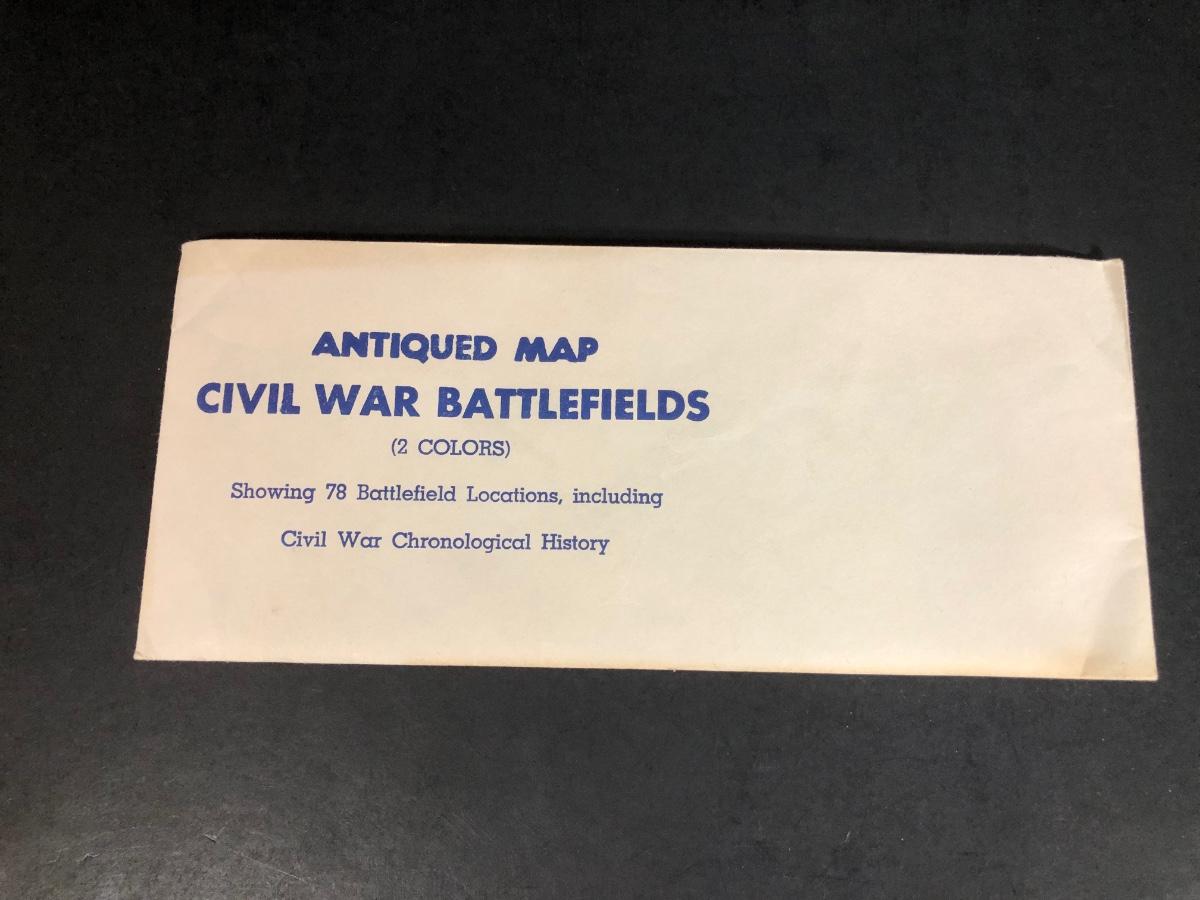 ANTIQUED MAP
CIVIL WAR BATTLEFIELDS
(2 COLORS)
Showing 78 Battlefield Locations, including
Civil War Chronological History